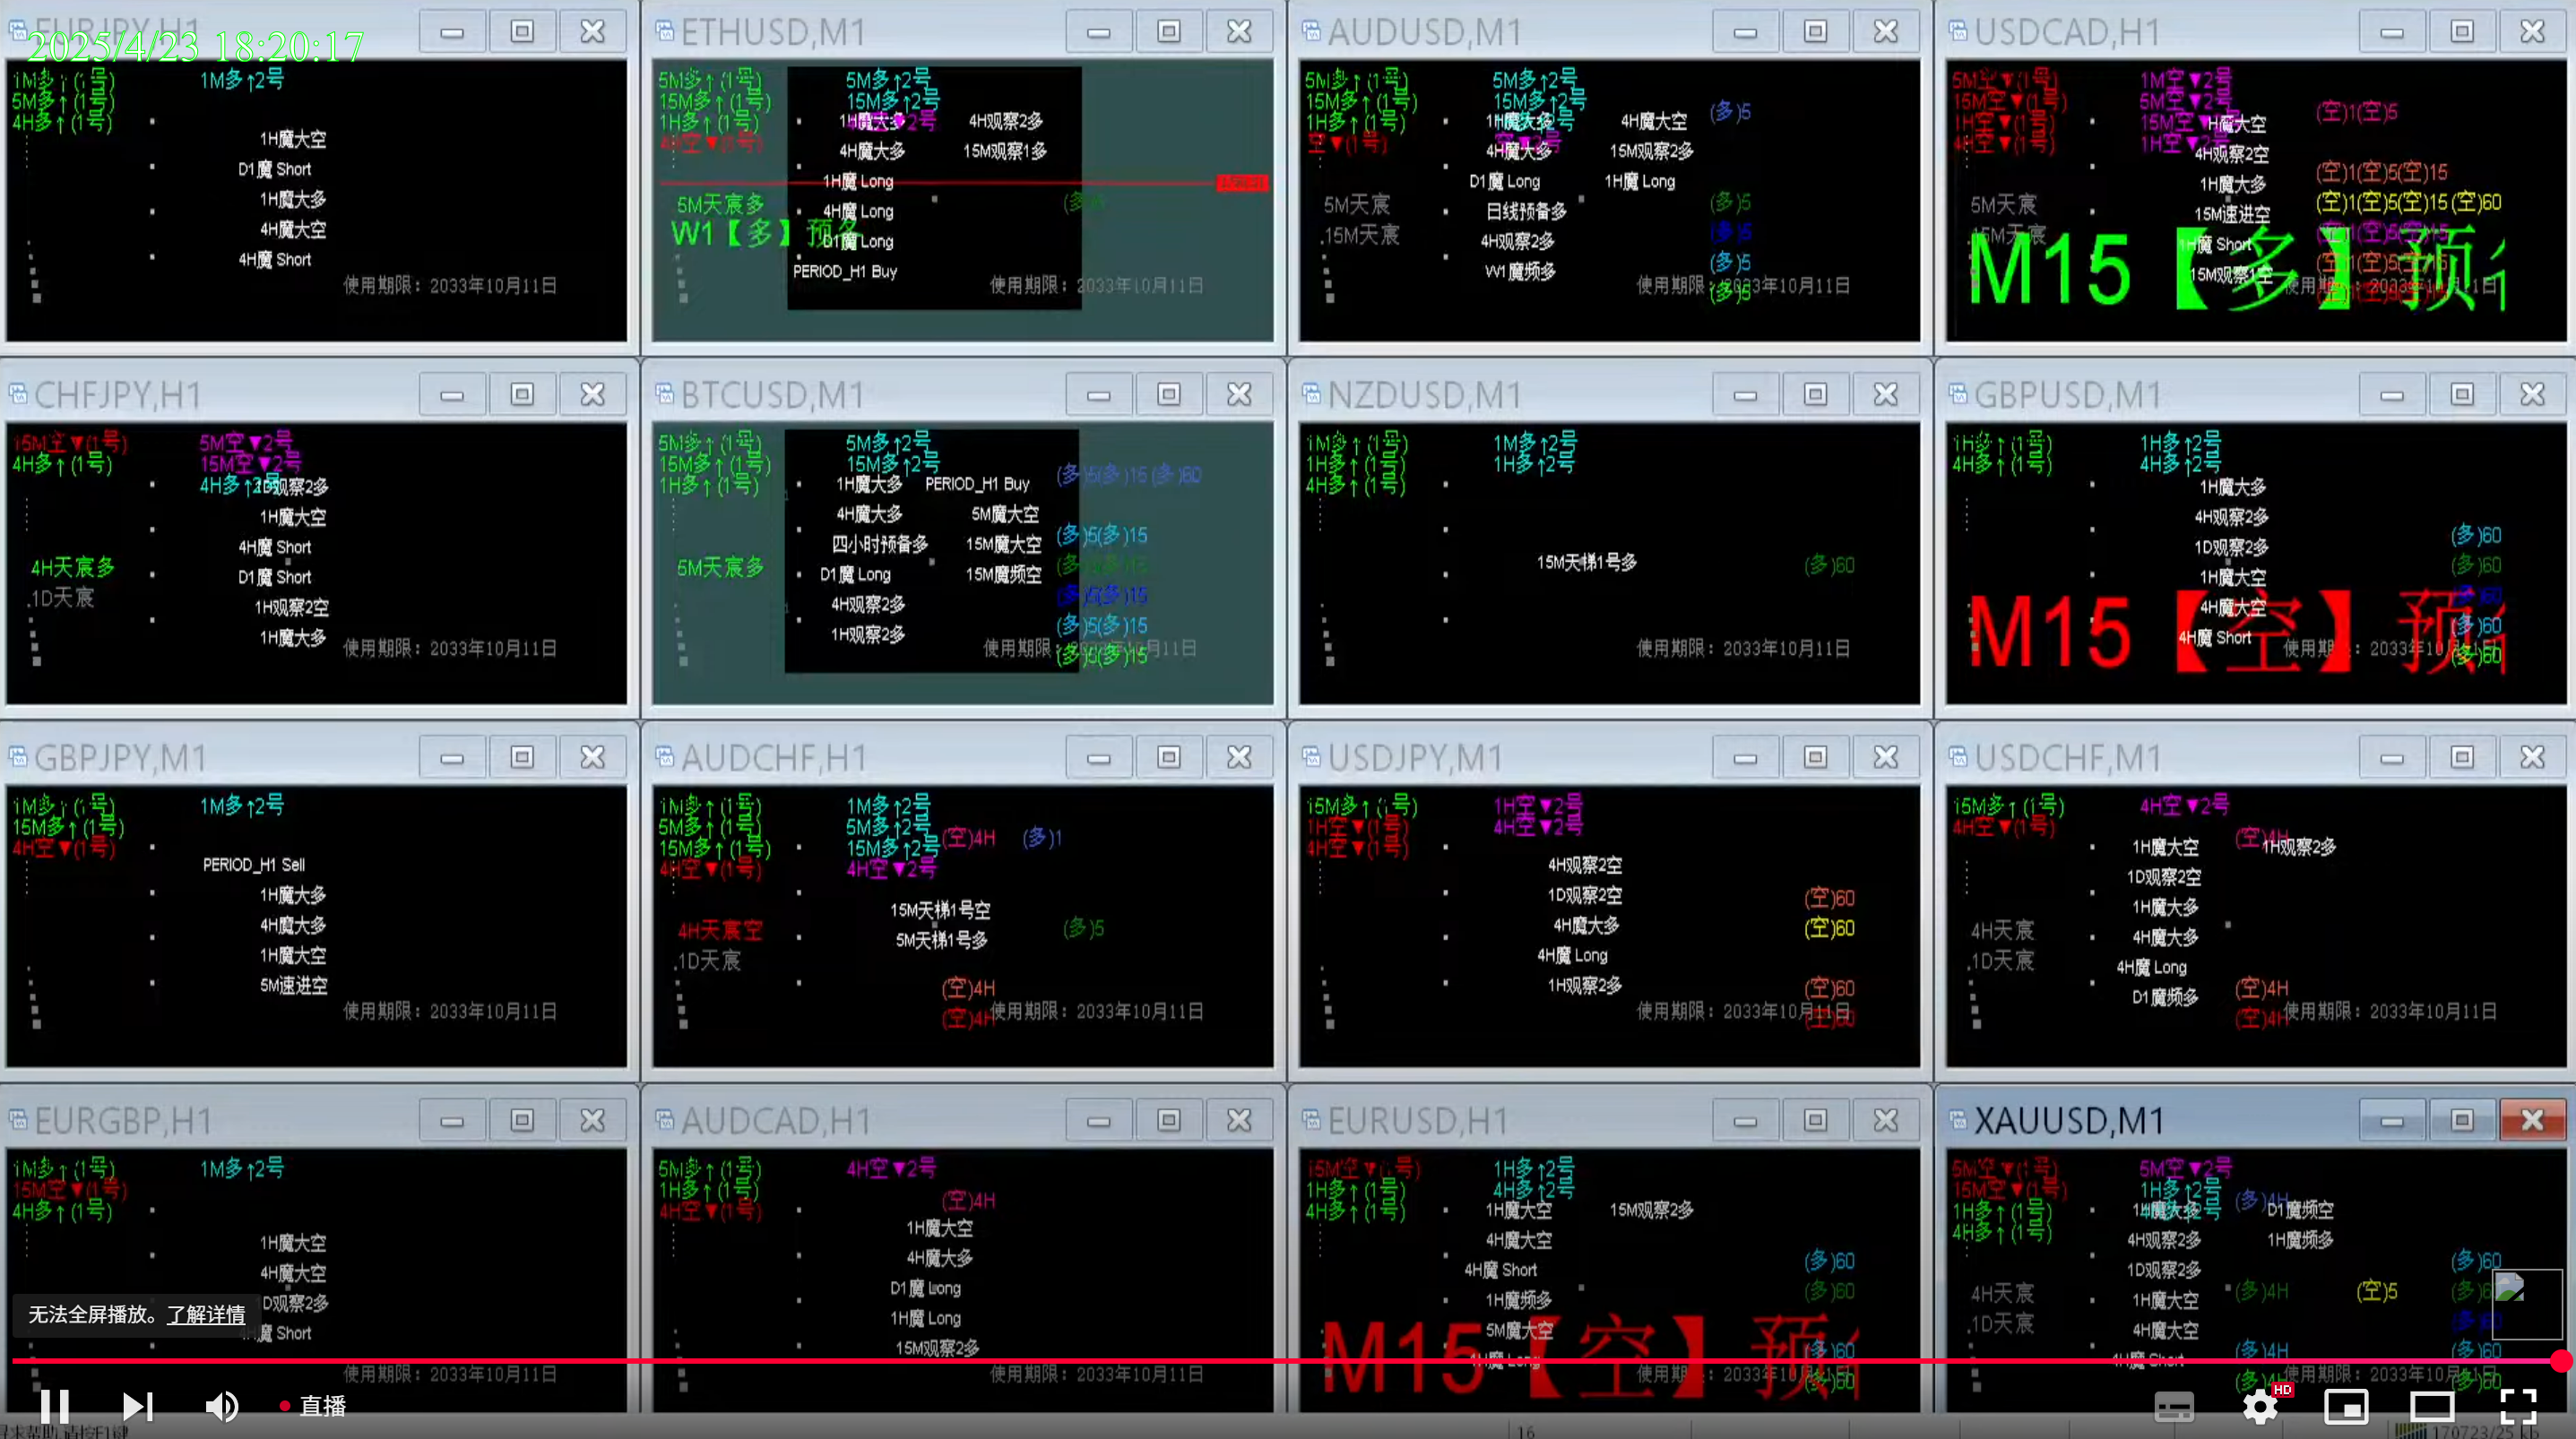 EURJPY,H1
2025/4/23 18:20:17
1M多↑(1号)
5M多↑(1号)
4H多↑(1号)
1M多↑2号
1H魔大空
D1魔 Short
1H魔大多
4H魔大空
4H魔 Short
使用期限：2033年10月11日
ETHUSD,M1
5M多↑(1号)
15M多↑(1号)
1H多↑(1号)
4H空▼(1号)
5M多↑2号
15M多↑2号
1H魔大多
4H观察2多
4H魔大多
15M观察1多
1H魔 Long
5M天宸多
4H魔 Long
W1【多】预备
D1魔 Long
PERIOD_H1 Buy
使用期限：2033年10月11日
AUDUSD,M1
5M多↑(1号)
15M多↑(1号)
1H多↑(1号)
空▼(1号)
5M多↑2号
15M多↑2号
1H魔大多
4H魔大空
(多)5
4H魔大多
15M观察2多
D1魔 Long
1H魔 Long
5M天宸
日线预备多
(多)5
.15M天宸
4H观察2多
(多)5
W1魔频多
(多)5
使用期限：2033年10月11日
(多)5
USDCAD,H1
5M空▼(1号)
15M空▼(1号)
1H空▼(1号)
4H空▼(1号)
1M空▼2号
5M空▼2号
15M空▼2号
1H空▼2号
(空)1(空)5
1H魔大空
4H观察2空
(空)1(空)5(空)15
1H魔大多
5M天宸
15M速进空
(空)1(空)5(空)15(空)60
15M天宸
1H魔 Short
15M观察1空
M15【多】预
CHFJPY,H1
15M空▼(1号)
4H多↑(1号)
5M空▼2号
15M空▼2号
4H多↑2号
1D观察2多
1H魔大空
4H魔 Short
4H天宸多
D1魔 Short
.1D天宸
1H观察2空
1H魔大多
使用期限：2033年10月11日
BTCUSD,M1
5M多↑(1号)
15M多↑(1号)
1H多↑(1号)
5M多↑2号
15M多↑2号
(多)5(多)15(多)60
1H魔大多
PERIOD_H1 Buy
4H魔大多
5M魔大空
四小时预备多
15M魔大空
(多)5(多)15
5M天宸多
D1魔 Long
15M魔频空
4H观察2多
(多)5(多)15
1H观察2多
(多)5(多)15
使用期限：2033年10月11日
(多)5(多)15
NZDUSD,M1
1M多↑(1号)
1H多↑(1号)
4H多↑(1号)
1M多↑2号
1H多↑2号
15M天梯1号多
(多)60
使用期限：2033年10月11日
GBPUSD,M1
1H多↑(1号)
4H多↑(1号)
1H多↑2号
4H多↑2号
1H魔大多
4H观察2多
1D观察2多
(多)60
1H魔大空
(多)60
4H魔大空
(多)60
4H魔 Short
(多)60
M15【空】预
使用期限：2033年10月11日
(多)60
GBPJPY,M1
1M多↑(1号)
15M多↑(1号)
4H空▼(1号)
1M多↑2号
PERIOD_H1 Sell
1H魔大多
4H魔大多
1H魔大空
5M速进空
使用期限：2033年10月11日
AUDCHF,H1
1M多↑(1号)
5M多↑(1号)
15M多↑(1号)
4H空▼(1号)
1M多↑2号
5M多↑2号
15M多↑2号
4H空▼2号
(空)4H
(多)1
15M天梯1号空
4H天宸空
5M天梯1号多
(多)5
.1D天宸
(空)4H
(空)4H
使用期限：2033年10月11日
USDJPY,M1
15M多↑(1号)
1H空▼(1号)
4H空▼(1号)
1H空▼2号
4H空▼2号
4H观察2空
1D观察2空
(空)60
4H魔大多
(空)60
4H魔 Long
1H观察2多
(空)60
使用期限：2033年10月11日
(空)60
USDCHF,M1
15M多↑(1号)
4H空▼(1号)
4H空▼2号
(空)4H
1H魔大空
1H观察2多
1D观察2空
1H魔大多
4H天宸
4H魔大多
.1D天宸
4H魔 Long
D1魔频多
(空)4H
(空)4H
使用期限：2033年10月11日
EURGBP,H1
1M多↑(1号)
15M空▼(1号)
4H多↑(1号)
1M多↑2号
1H魔大空
4H魔大空
1D观察2多
4H魔 Short
无法全屏播放。了解详情
使用期限：2033年10月11日
AUDCAD,H1
5M多↑(1号)
1H多↑(1号)
4H空▼(1号)
4H空▼2号
(空)4H
1H魔大空
4H魔大多
D1魔 Long
1H魔 Long
15M观察2多
使用期限：2033年10月11日
EURUSD,H1
15M空▼(1号)
1H多↑(1号)
4H多↑(1号)
1H多↑2号
4H多↑2号
1H魔大空
15M观察2多
4H魔大空
(多)60
4H魔 Short
1H魔频多
(多)60
5M魔大空
(多)60
4H魔 Long
M15【空】预
使用期限：2033年10月11日
(多)60
XAUUSD,M1
5M空▼(1号)
15M空▼(1号)
1H多↑(1号)
4H多↑(1号)
5M空▼2号
1H多↑2号
(多)4H
1H魔大多
D1魔频空
4H观察2多
1H魔频多
1D观察2多
(多)60
4H天宸
1H魔大空
(多)4H
(空)5
.1D天宸
4H魔大空
(多)4H
(多)60
4H魔 Short
使用期限：2033年10月11日
(多)4H
(多)60
直播
HD
16
170723/25 kb